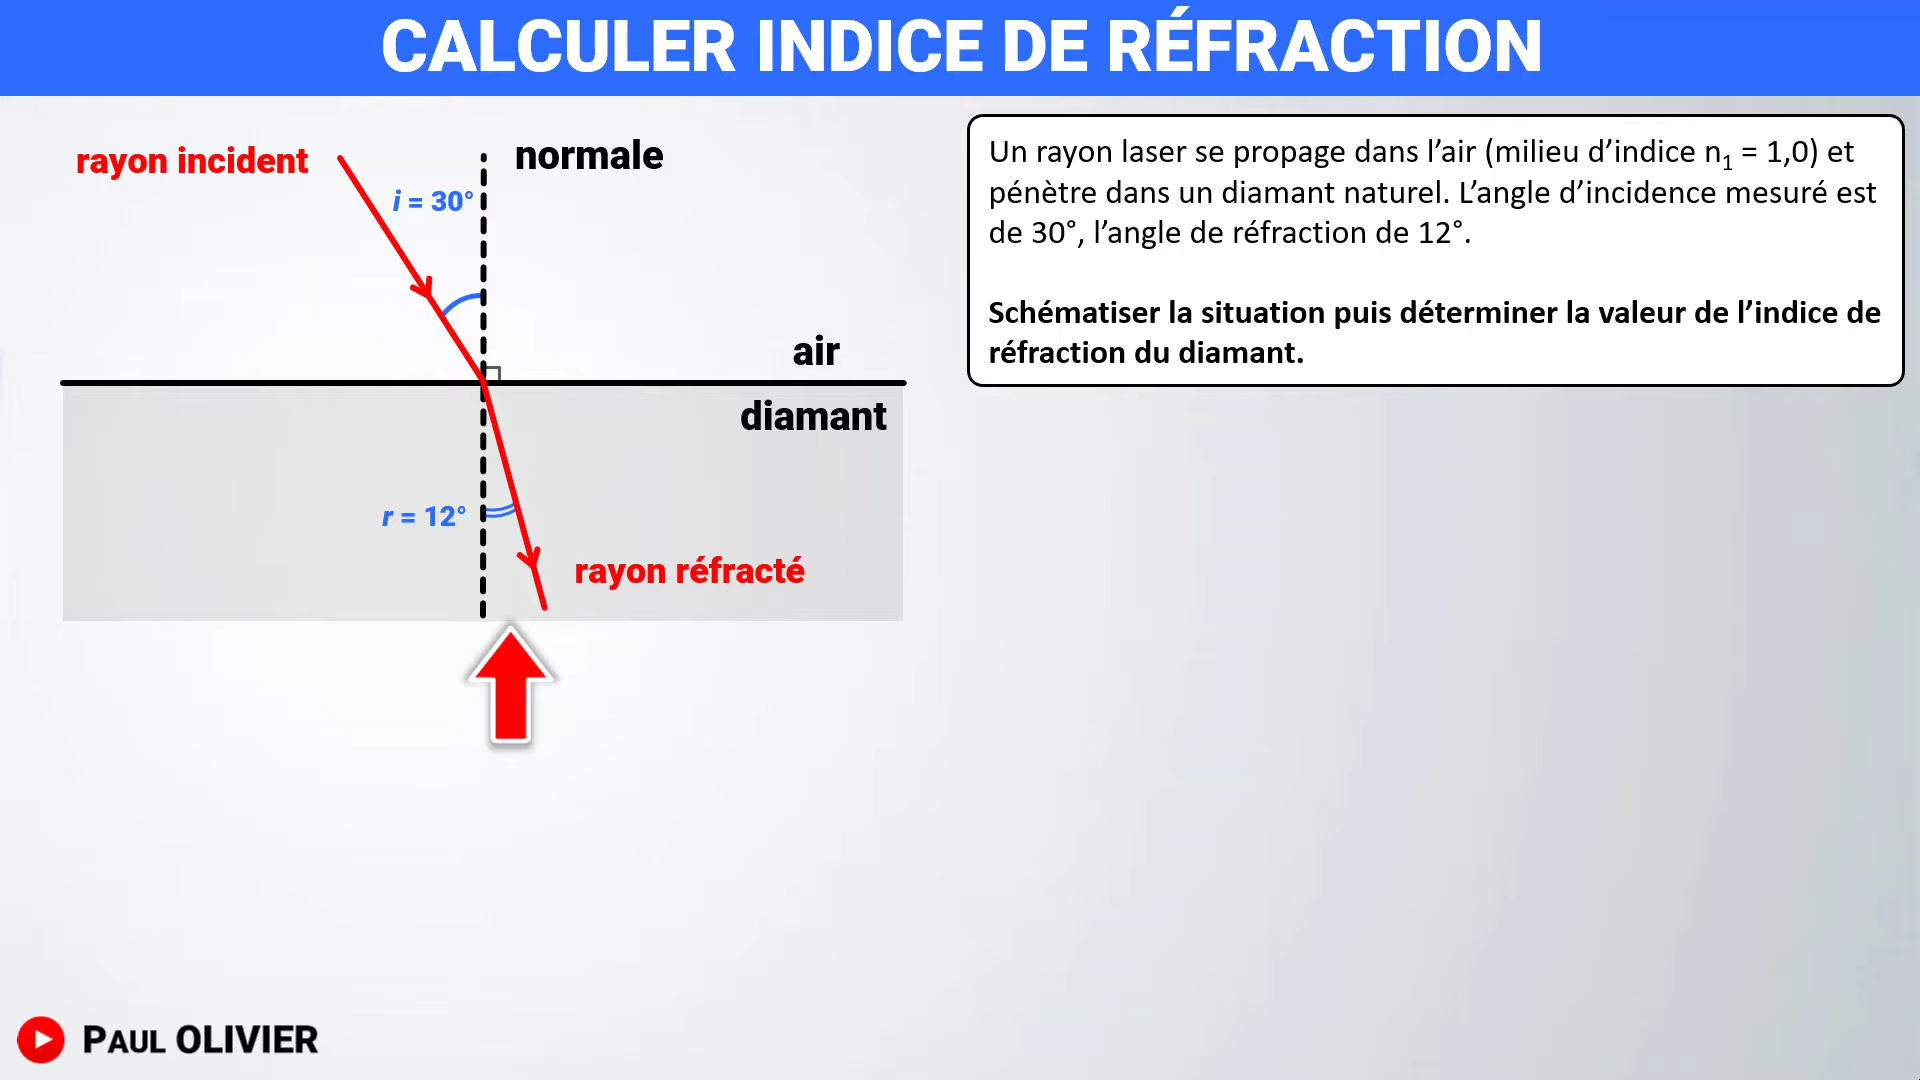 CALCULER INDICE DE RÉFRACTION
rayon incident
normale
i = 30°
air
diamant
r = 12°
rayon réfracté
Un rayon laser se propage dans l’air (milieu d’indice n₁ = 1,0) et
pénètre dans un diamant naturel. L’angle d’incidence mesuré est
de 30°, l’angle de réfraction de 12°.
Schématiser la situation puis déterminer la valeur de l’indice de
réfraction du diamant.
PAUL OLIVIER